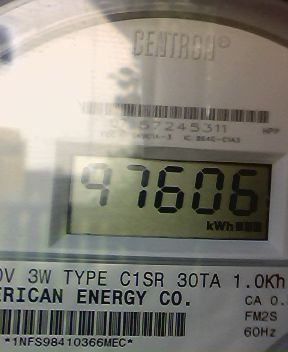 CENTRON®
57245311 HPP
97606
kWh
0V 3W TYPE C1SR 30TA 1.0Kh
ERICAN ENERGY CO. CA 0.
FM2S
*1NFS98410366MEC* 60Hz